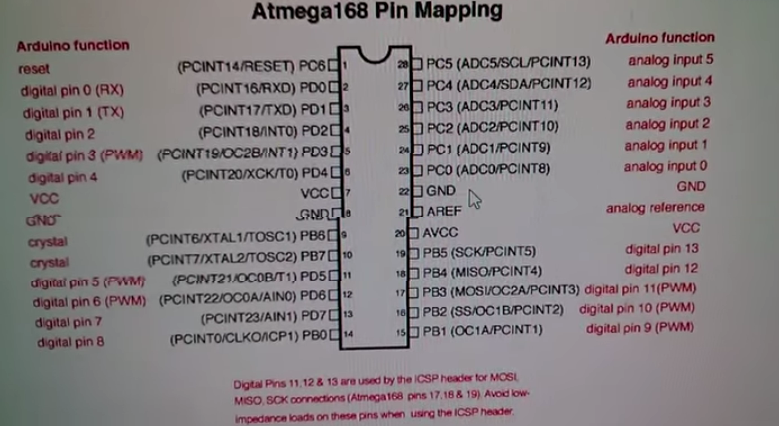 Atmega168 Pin Mapping
Arduino function Arduino function
reset (PCINT14/RESET) PC6 1 28 PC5 (ADC5/SCL/PCINT13) analog input 5
digital pin 0 (RX) (PCINT16/RXD) PD0 2 27 PC4 (ADC4/SDA/PCINT12) analog input 4
digital pin 1 (TX) (PCINT17/TXD) PD1 3 26 PC3 (ADC3/PCINT11) analog input 3
digital pin 2 (PCINT18/INT0) PD2 4 25 PC2 (ADC2/PCINT10) analog input 2
digital pin 3 (PWM) (PCINT19/OC2B/INT1) PD3 5 24 PC1 (ADC1/PCINT9) analog input 1
digital pin 4 (PCINT20/XCK/T0) PD4 6 23 PC0 (ADC0/PCINT8) analog input 0
VCC VCC 7 22 GND GND
GND GND 8 21 AREF analog reference
crystal (PCINT6/XTAL1/TOSC1) PB6 9 20 AVCC VCC
crystal (PCINT7/XTAL2/TOSC2) PB7 10 19 PB5 (SCK/PCINT5) digital pin 13
digital pin 5 (PWM) (PCINT21/OC0B/T1) PD5 11 18 PB4 (MISO/PCINT4) digital pin 12
digital pin 6 (PWM) (PCINT22/OC0A/AIN0) PD6 12 17 PB3 (MOSI/OC2A/PCINT3) digital pin 11(PWM)
digital pin 7 (PCINT23/AIN1) PD7 13 16 PB2 (SS/OC1B/PCINT2) digital pin 10 (PWM)
digital pin 8 (PCINT0/CLKO/ICP1) PB0 14 15 PB1 (OC1A/PCINT1) digital pin 9 (PWM)
Digital Pins 11,12 & 13 are used by the ICSP header for MOSI,
MISO, SCK connections (Atmega168 pins 17,18 & 19). Avoid low-
impedance loads on these pins when using the ICSP header.